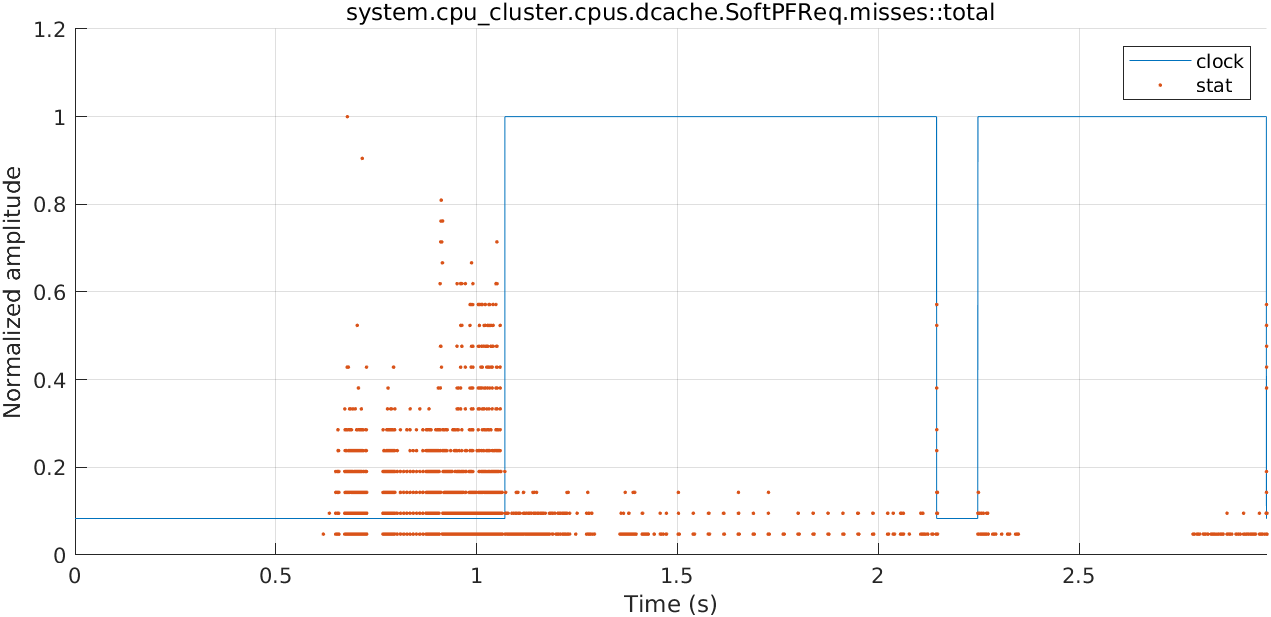 system.cpu_cluster.cpus.dcache.SoftPFReq.misses::total
clock
stat
Normalized amplitude
1.2
1
0.8
0.6
0.4
0.2
0
0 0.5 1 1.5 2 2.5
Time (s)